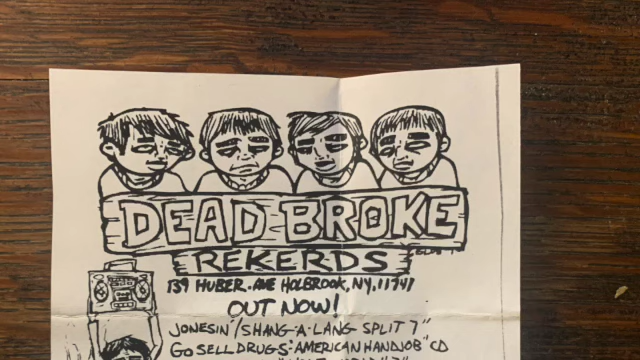 DEAD BROKE
REKERDS
139 HUBER. AVE HOLBROOK, NY, 11741
OUT NOW!
JONESIN'/SHANG-A-LANG SPLIT 7"
GO SELL DRUGS: "AMERICAN HANDJOB" CD